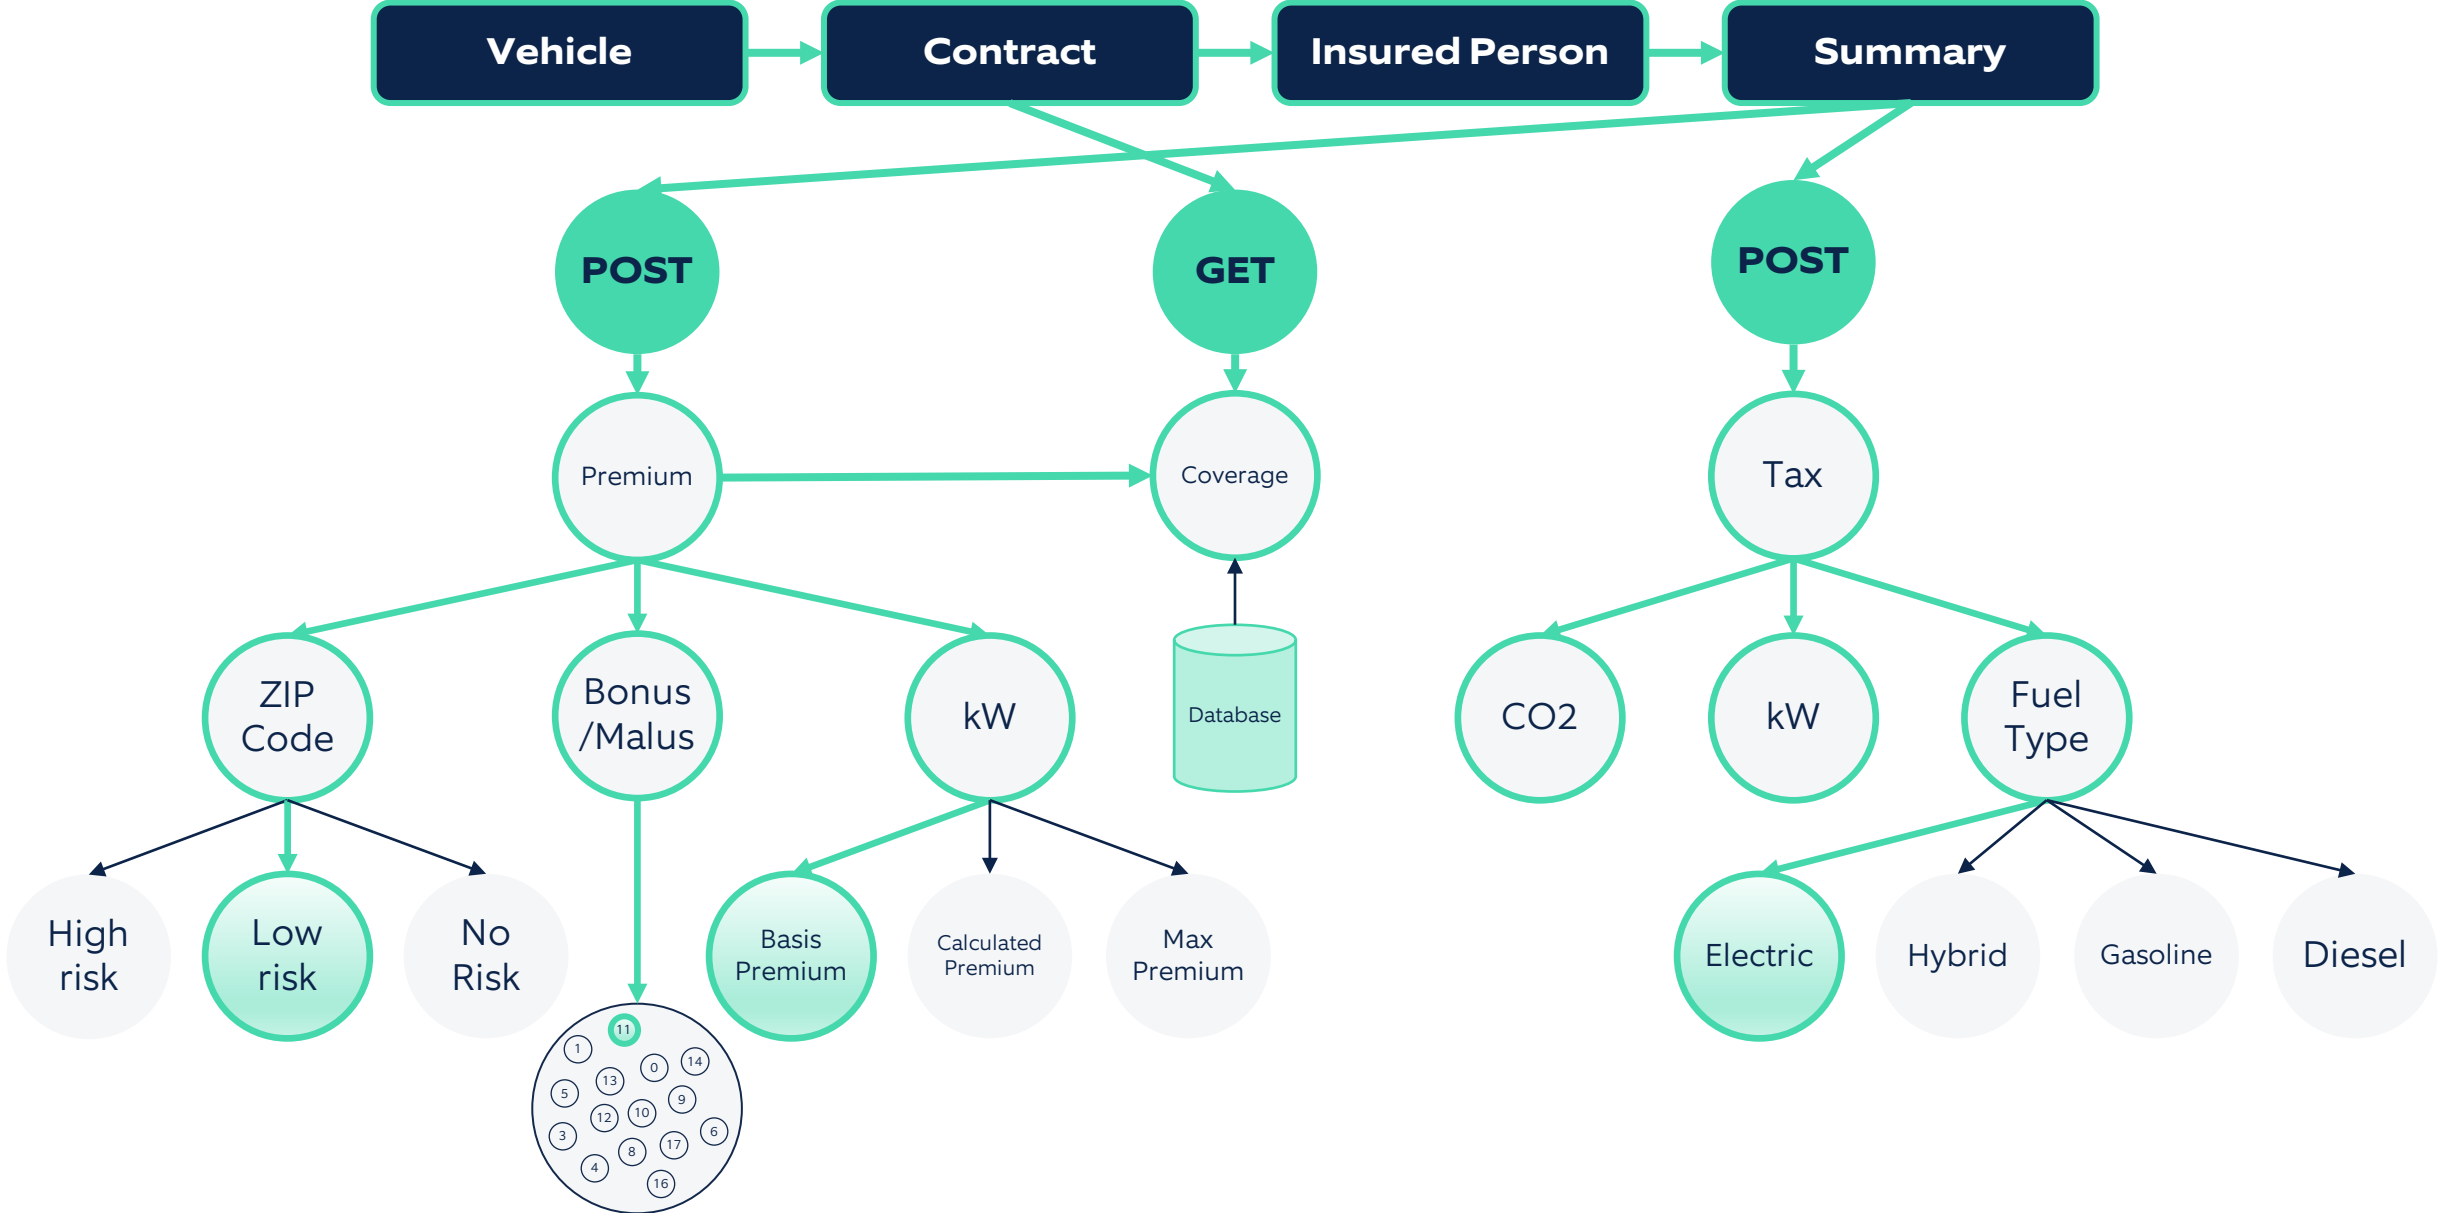 Vehicle
Contract
Insured Person
Summary
POST
GET
POST
Premium
Coverage
Tax
ZIP
Code
Bonus
/Malus
kW
Database
CO2
kW
Fuel
Type
High
risk
Low
risk
No
Risk
Basis
Premium
Calculated
Premium
Max
Premium
Electric
Hybrid
Gasoline
Diesel
11
1
0
14
13
5
9
12
10
3
6
8
17
4
16